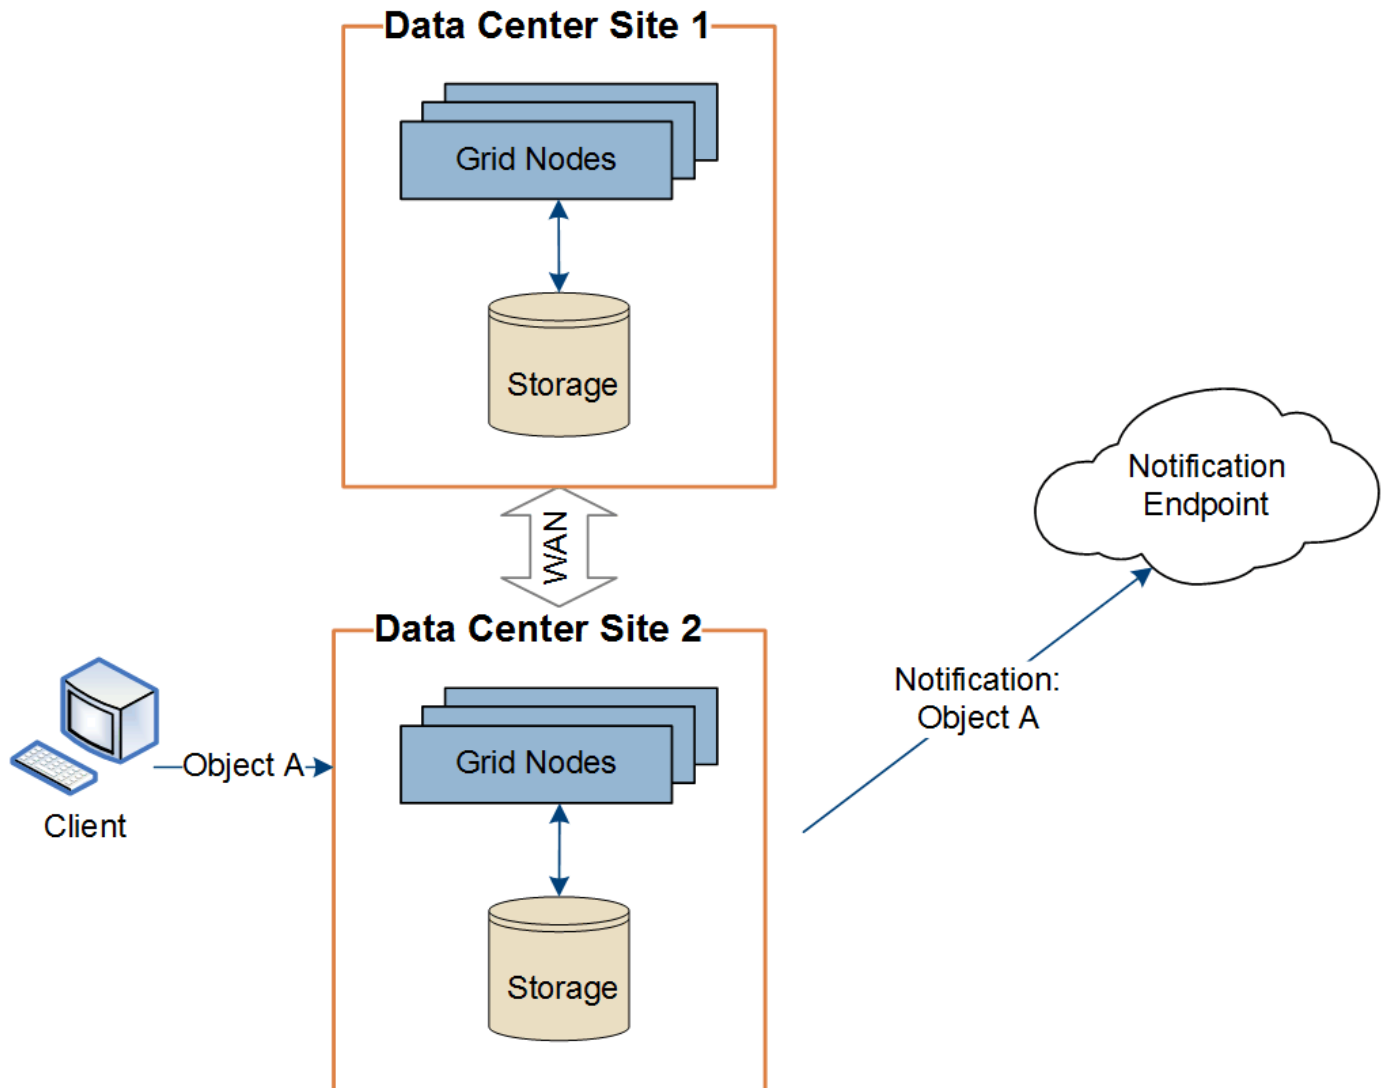 Data Center Site 1
Grid Nodes
Storage
Notification
Endpoint
WAN
Data Center Site 2
Notification:
Object A
Grid Nodes
Object A
Client
Storage